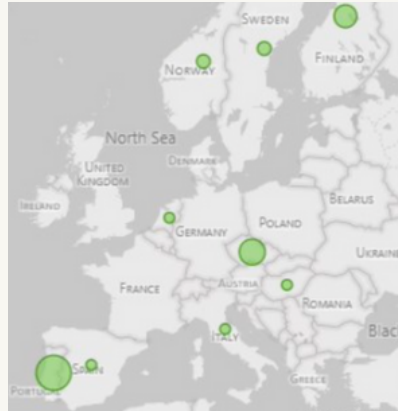 SWEDEN
FINLAND
NORWAY
North Sea
DENMARK
UNITED
KINGDOM
IRELAND
BELARUS
POLAND
GERMANY
UKRAINE
FRANCE
AUSTRIA
ROMANIA
Blac
ITALY
SPAIN
GREECE
PORTUGAL